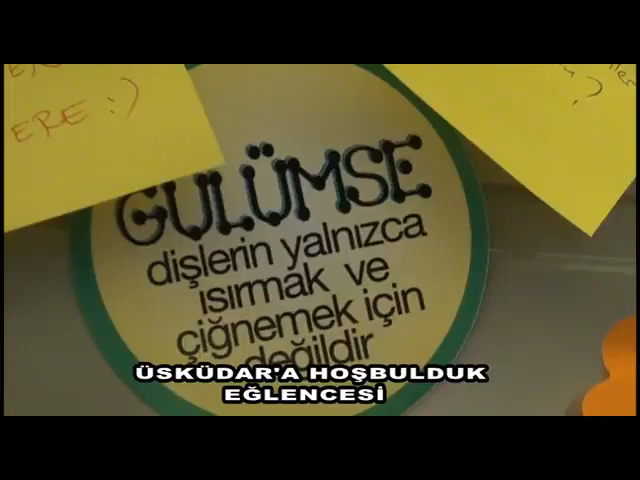 ERE :)
?
GÜLÜMSE
dişlerin yalnızca
ısırmak ve
çiğnemek için
değildir
ÜSKÜDAR'A HOŞBULDUK
EĞLENCESİ